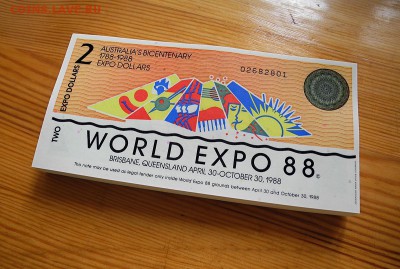 2
EXPO DOLLARS
TWO
AUSTRALIA'S BICENTENARY
1788-1988
EXPO DOLLARS
02682801
WORLD EXPO 88
BRISBANE, QUEENSLAND APRIL 30-OCTOBER 30, 1988
This note may be used as legal tender only inside World Expo 88 grounds between April 30 and October 30, 1988